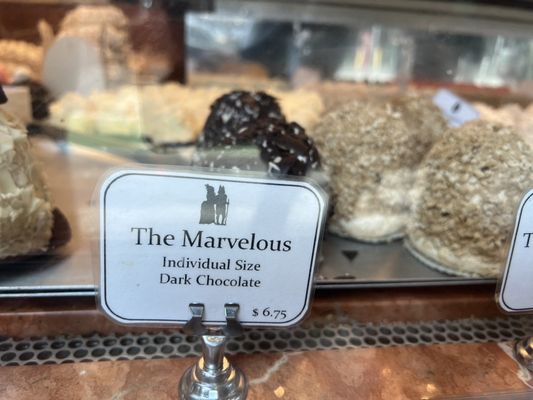 The Marvelous
Individual Size
Dark Chocolate
$ 6.75